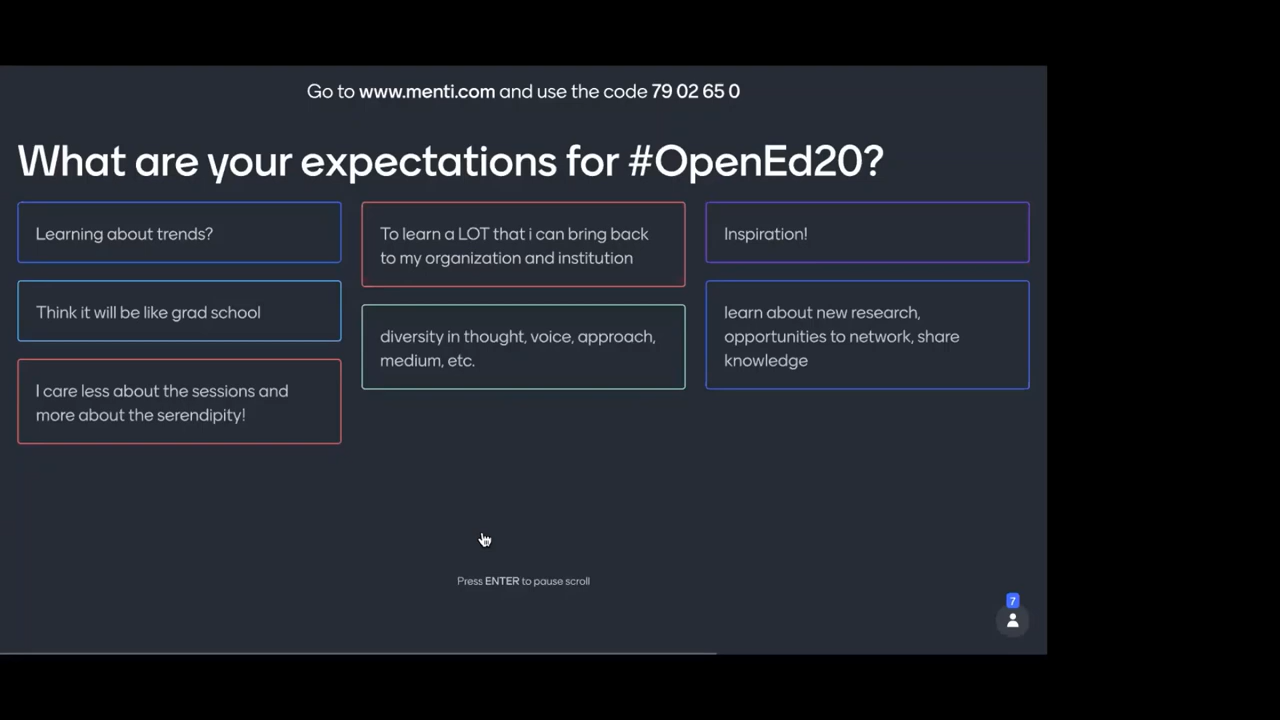 Go to www.menti.com and use the code 79 02 65 0
What are your expectations for #OpenEd20?
Learning about trends?
Think it will be like grad school
I care less about the sessions and
more about the serendipity!
To learn a LOT that i can bring back
to my organization and institution
diversity in thought, voice, approach,
medium, etc.
Inspiration!
learn about new research,
opportunities to network, share
knowledge
Press ENTER to pause scroll
7